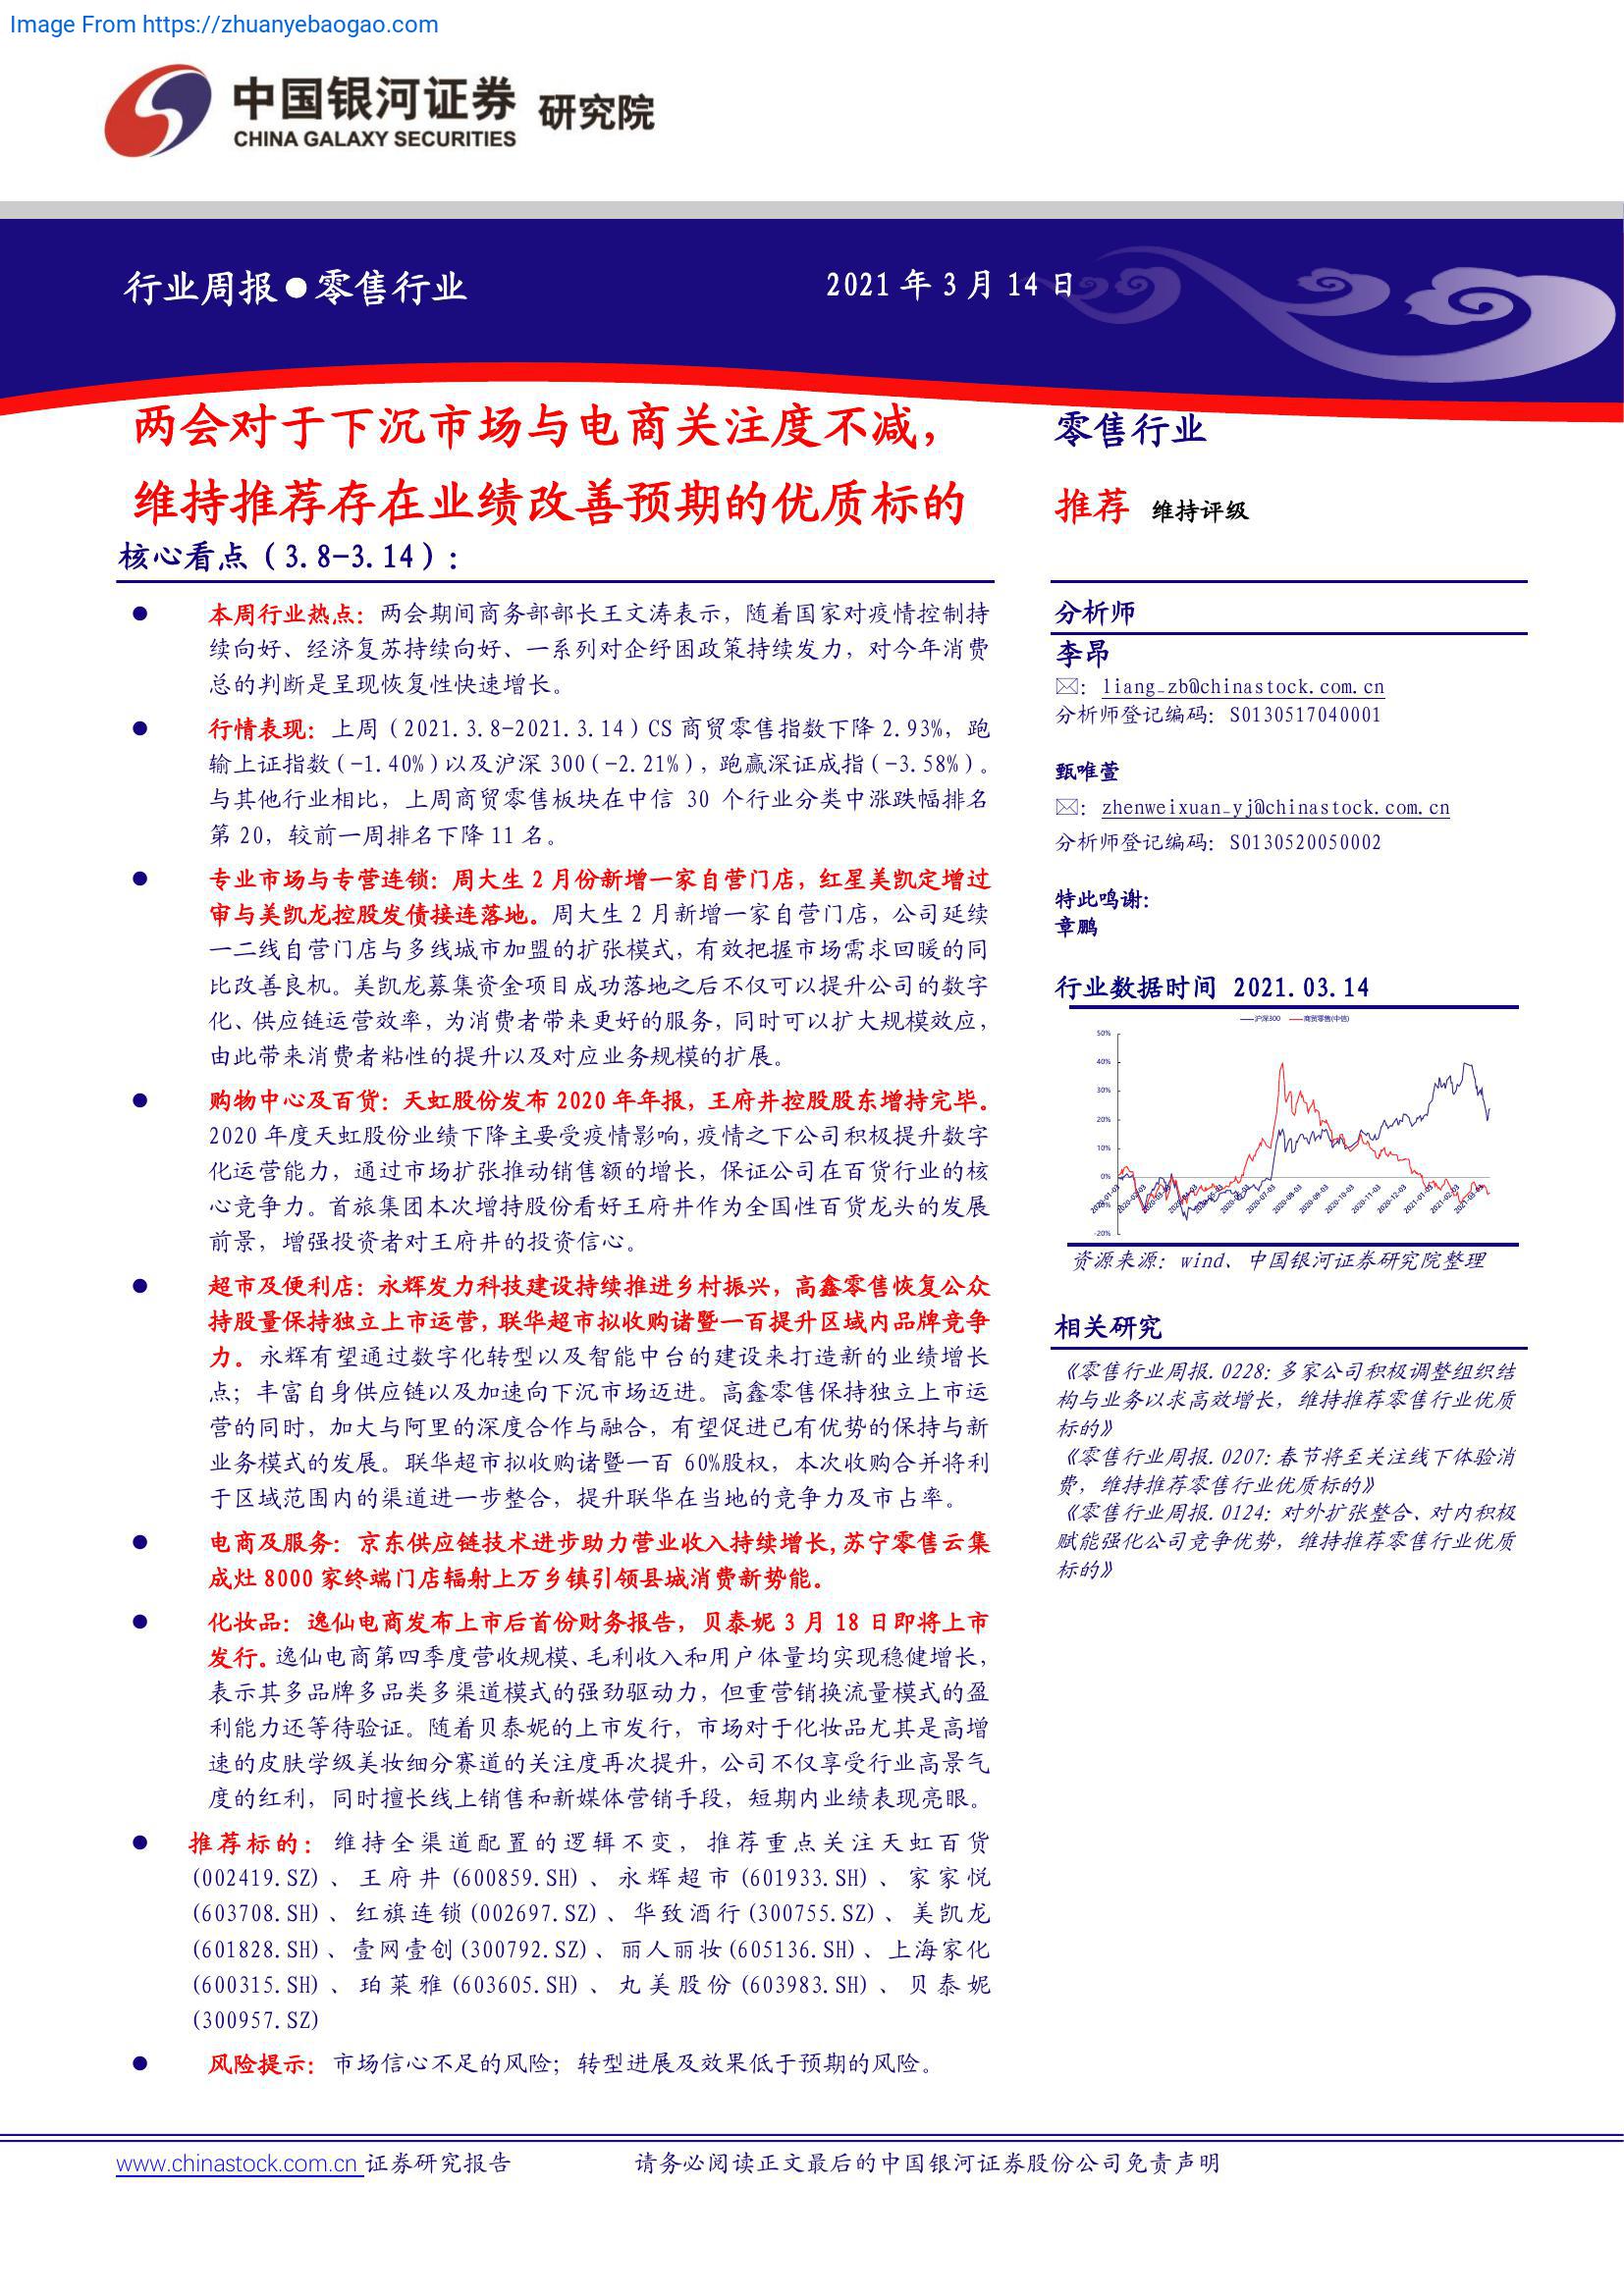 Image From https://zhuanyebaogao.com
中国银河证券 研究院
CHINA GALAXY SECURITIES
行业周报●零售行业
2021 年 3 月 14 日
两会对于下沉市场与电商关注度不减，
维持推荐存在业绩改善预期的优质标的
核心看点（3.8-3.14）：
● 本周行业热点：两会期间商务部部长王文涛表示，随着国家对疫情控制持
续向好、经济复苏持续向好、一系列对企纾困政策持续发力，对今年消费
总的判断是呈现恢复性快速增长。
● 行情表现：上周（2021.3.8-2021.3.14）CS 商贸零售指数下降 2.93%，跑
输上证指数(-1.40%)以及沪深 300(-2.21%)，跑赢深证成指(-3.58%)。
与其他行业相比，上周商贸零售板块在中信 30 个行业分类中涨跌幅排名
第 20，较前一周排名下降 11 名。
● 专业市场与专营连锁：周大生 2 月份新增一家自营门店，红星美凯定增过
审与美凯龙控股发债接连落地。周大生 2 月新增一家自营门店，公司延续
一二线自营门店与多线城市加盟的扩张模式，有效把握市场需求回暖的同
比改善良机。美凯龙募集资金项目成功落地之后不仅可以提升公司的数字
化、供应链运营效率，为消费者带来更好的服务，同时可以扩大规模效应，
由此带来消费者粘性的提升以及对应业务规模的扩展。
● 购物中心及百货：天虹股份发布 2020 年年报，王府井控股股东增持完毕。
2020 年度天虹股份业绩下降主要受疫情影响，疫情之下公司积极提升数字
化运营能力，通过市场扩张推动销售额的增长，保证公司在百货行业的核
心竞争力。首旅集团本次增持股份看好王府井作为全国性百货龙头的发展
前景，增强投资者对王府井的投资信心。
● 超市及便利店：永辉发力科技建设持续推进乡村振兴，高鑫零售恢复公众
持股量保持独立上市运营，联华超市拟收购诸暨一百提升区域内品牌竞争
力。永辉有望通过数字化转型以及智能中台的建设来打造新的业绩增长
点；丰富自身供应链以及加速向下沉市场迈进。高鑫零售保持独立上市运
营的同时，加大与阿里的深度合作与融合，有望促进已有优势的保持与新
业务模式的发展。联华超市拟收购诸暨一百 60%股权，本次收购合并将利
于区域范围内的渠道进一步整合，提升联华在当地的竞争力及市占率。
● 电商及服务：京东供应链技术进步助力营业收入持续增长,苏宁零售云集
成灶 8000 家终端门店辐射上万乡镇引领县城消费新势能。
● 化妆品：逸仙电商发布上市后首份财务报告，贝泰妮 3 月 18 日即将上市
发行。逸仙电商第四季度营收规模、毛利收入和用户体量均实现稳健增长，
表示其多品牌多品类多渠道模式的强劲驱动力，但重营销换流量模式的盈
利能力还等待验证。随着贝泰妮的上市发行，市场对于化妆品尤其是高增
速的皮肤学级美妆细分赛道的关注度再次提升，公司不仅享受行业高景气
度的红利，同时擅长线上销售和新媒体营销手段，短期内业绩表现亮眼。
● 推荐标的：维持全渠道配置的逻辑不变，推荐重点关注天虹百货
(002419.SZ)、王府井(600859.SH)、永辉超市(601933.SH)、家家悦
(603708.SH)、红旗连锁(002697.SZ)、华致酒行(300755.SZ)、美凯龙
(601828.SH)、壹网壹创(300792.SZ)、丽人丽妆(605136.SH)、上海家化
(600315.SH)、珀莱雅(603605.SH)、丸美股份(603983.SH)、贝泰妮
(300957.SZ)
● 风险提示：市场信心不足的风险；转型进展及效果低于预期的风险。
零售行业
推荐 维持评级
分析师
李昂
：liang_zb@chinastock.com.cn
分析师登记编码：S0130517040001
甄唯萱
：zhenweixuan_yj@chinastock.com.cn
分析师登记编码：S0130520050002
特此鸣谢：
章鹏
行业数据时间 2021.03.14
沪深300 商贸零售(中信)
50%
40%
30%
20%
10%
0%
-20%
2020-07-03
2020-08-03
2020-09-03
2020-10-03
2020-11-03
2020-12-03
2021-01-03
2021-02-03
2021-03-03
资源来源：wind、中国银河证券研究院整理
相关研究
《零售行业周报.0228：多家公司积极调整组织结
构与业务以求高效增长，维持推荐零售行业优质
标的》
《零售行业周报.0207：春节将至关注线下体验消
费，维持推荐零售行业优质标的》
《零售行业周报.0124：对外扩张整合、对内积极
赋能强化公司竞争优势，维持推荐零售行业优质
标的》
www.chinastock.com.cn 证券研究报告
请务必阅读正文最后的中国银河证券股份公司免责声明